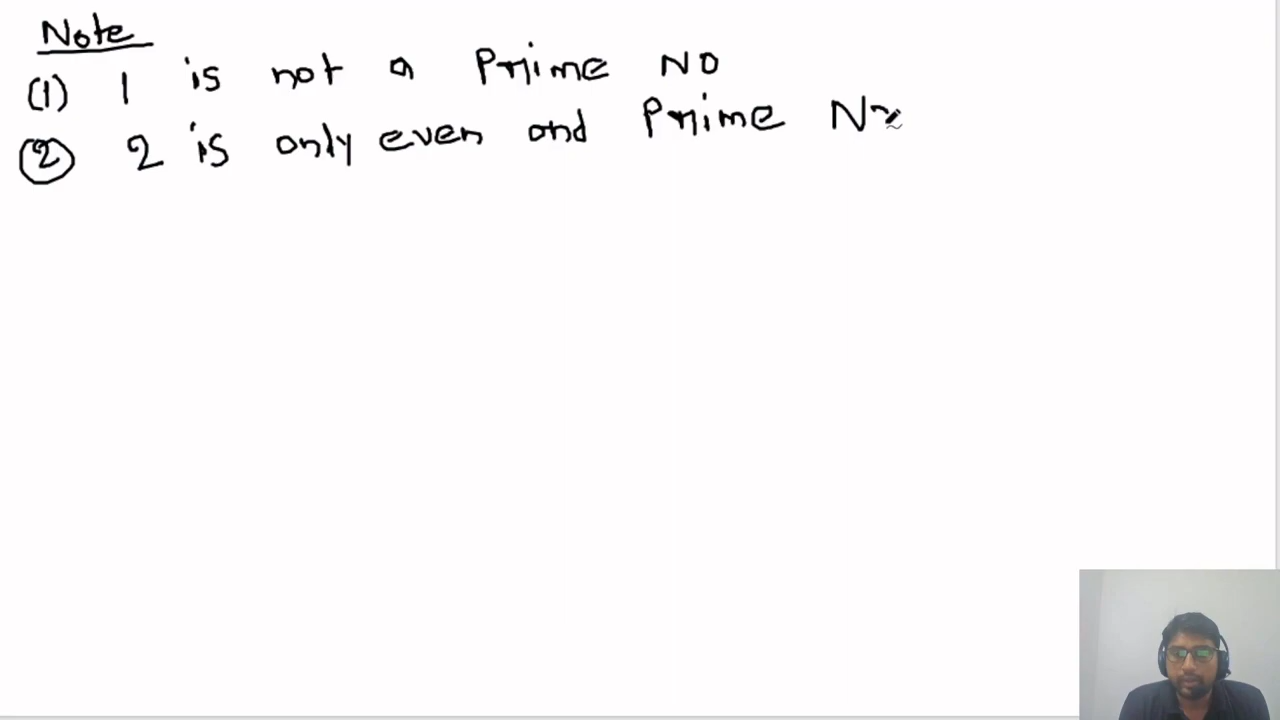 Note
(1) 1 is not a Prime No
(2) 2 is only even and Prime